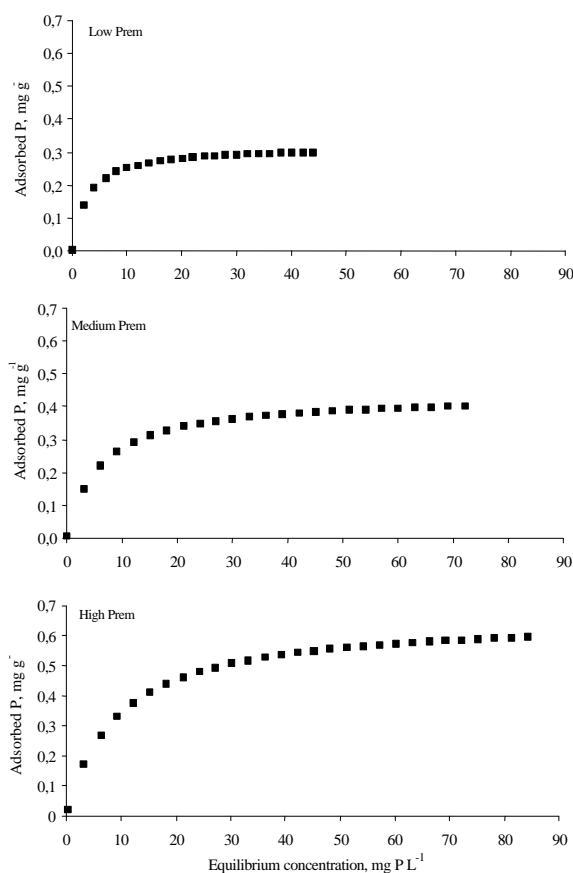 Low Prem
Adsorbed P, mg g-
0,7
0,6
0,5
0,4
0,3
0,2
0,1
0,0
0 10 20 30 40 50 60 70 80 90
Medium Prem
Adsorbed P, mg g-1
0,7
0,6
0,5
0,4
0,3
0,2
0,1
0,0
0 10 20 30 40 50 60 70 80 90
High Prem
Adsorbed P, mg g-
0,7
0,6
0,5
0,4
0,3
0,2
0,1
0
0 10 20 30 40 50 60 70 80 90
Equilibrium concentration, mg P L-1